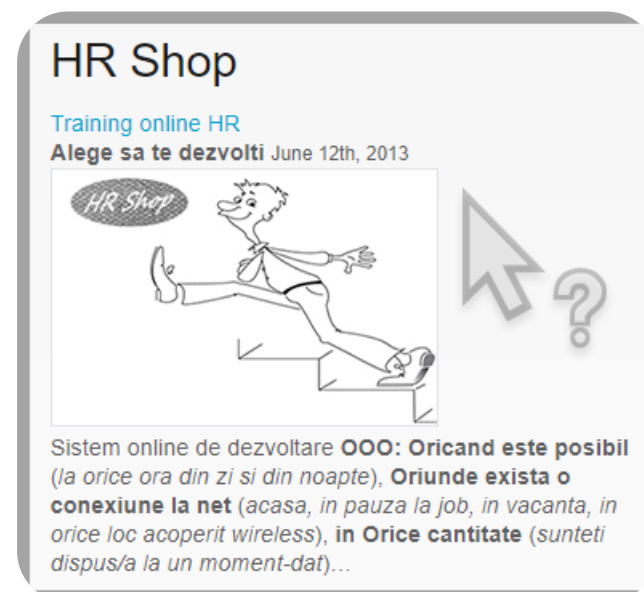 HR Shop
Training online HR
Alege sa te dezvolti June 12th, 2013
HR Shop
?
Sistem online de dezvoltare OOO: Oricand este posibil
(la orice ora din zi si din noapte), Oriunde exista o
conexiune la net (acasa, in pauza la job, in vacanta, in
orice loc acoperit wireless), in Orice cantitate (sunteti
dispus/a la un moment-dat)...